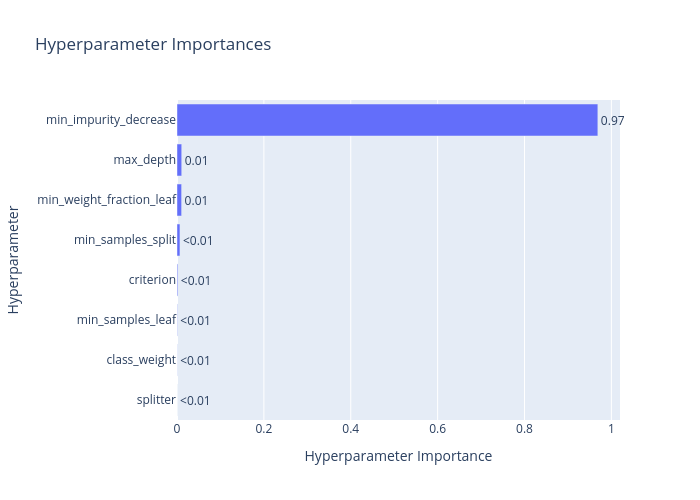 Hyperparameter Importances
Hyperparameter
min_impurity_decrease 0.97
max_depth 0.01
min_weight_fraction_leaf 0.01
min_samples_split <0.01
criterion <0.01
min_samples_leaf <0.01
class_weight <0.01
splitter <0.01
0 0.2 0.4 0.6 0.8 1
Hyperparameter Importance